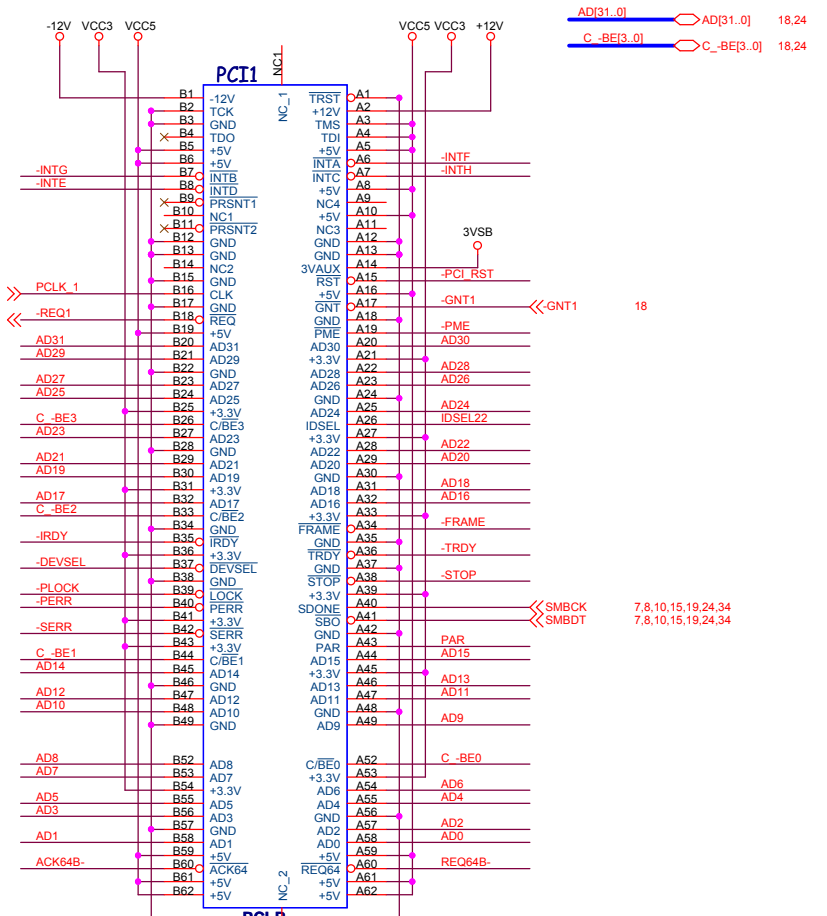 AD[31..0] AD[31..0] 18,24
-12V VCC3 VCC5 VCC5 VCC3 +12V
C_-BE[3..0] C_-BE[3..0] 18,24
NC1
PCI1
NC_1
B1 -12V TRST A1
B2 TCK +12V A2
B3 GND TMS A3
B4 TDO TDI A4
B5 +5V +5V A5
B6 +5V INTA A6 -INTF
-INTG B7 INTB INTC A7 -INTH
-INTE B8 INTD +5V A8
B9 PRSNT1 NC4 A9
B10 NC1 +5V A10
B11 PRSNT2 NC3 A11
B12 GND GND A12
3VSB
B13 GND GND A13
B14 NC2 3VAUX A14
B15 GND RST A15 -PCI_RST
PCLK_1 B16 CLK +5V A16
B17 GND GNT A17 -GNT1 -GNT1 18
-REQ1 B18 REQ GND A18
B19 +5V PME A19 -PME
AD31 B20 AD31 AD30 A20 AD30
AD29 B21 AD29 +3.3V A21
B22 GND AD28 A22 AD28
AD27 B23 AD27 AD26 A23 AD26
AD25 B24 AD25 GND A24
B25 +3.3V AD24 A25 AD24
C_-BE3 B26 C/BE3 IDSEL A26 IDSEL22
AD23 B27 AD23 +3.3V A27
B28 GND AD22 A28 AD22
AD21 B29 AD21 AD20 A29 AD20
AD19 B30 AD19 GND A30
B31 +3.3V AD18 A31 AD18
AD17 B32 AD17 AD16 A32 AD16
C_-BE2 B33 C/BE2 +3.3V A33
B34 GND FRAME A34 -FRAME
-IRDY B35 IRDY GND A35
B36 +3.3V TRDY A36 -TRDY
-DEVSEL B37 DEVSEL GND A37
B38 GND STOP A38 -STOP
-PLOCK B39 LOCK +3.3V A39
-PERR B40 PERR SDONE A40 SMBCK 7,8,10,15,19,24,34
B41 +3.3V SBO A41 SMBDT 7,8,10,15,19,24,34
-SERR B42 SERR GND A42
B43 +3.3V PAR A43 PAR
C_-BE1 B44 C/BE1 AD15 A44 AD15
AD14 B45 AD14 +3.3V A45
B46 GND AD13 A46 AD13
AD12 B47 AD12 AD11 A47 AD11
AD10 B48 AD10 GND A48
B49 GND AD9 A49 AD9
AD8 B52 AD8 C/BE0 A52 C_-BE0
AD7 B53 AD7 +3.3V A53
B54 +3.3V AD6 A54 AD6
AD5 B55 AD5 AD4 A55 AD4
AD3 B56 AD3 GND A56
B57 GND AD2 A57 AD2
AD1 B58 AD1 AD0 A58 AD0
B59 +5V +5V A59
ACK64B- B60 ACK64 REQ64 A60 REQ64B-
B61 +5V +5V A61
B62 +5V +5V A62
NC_2